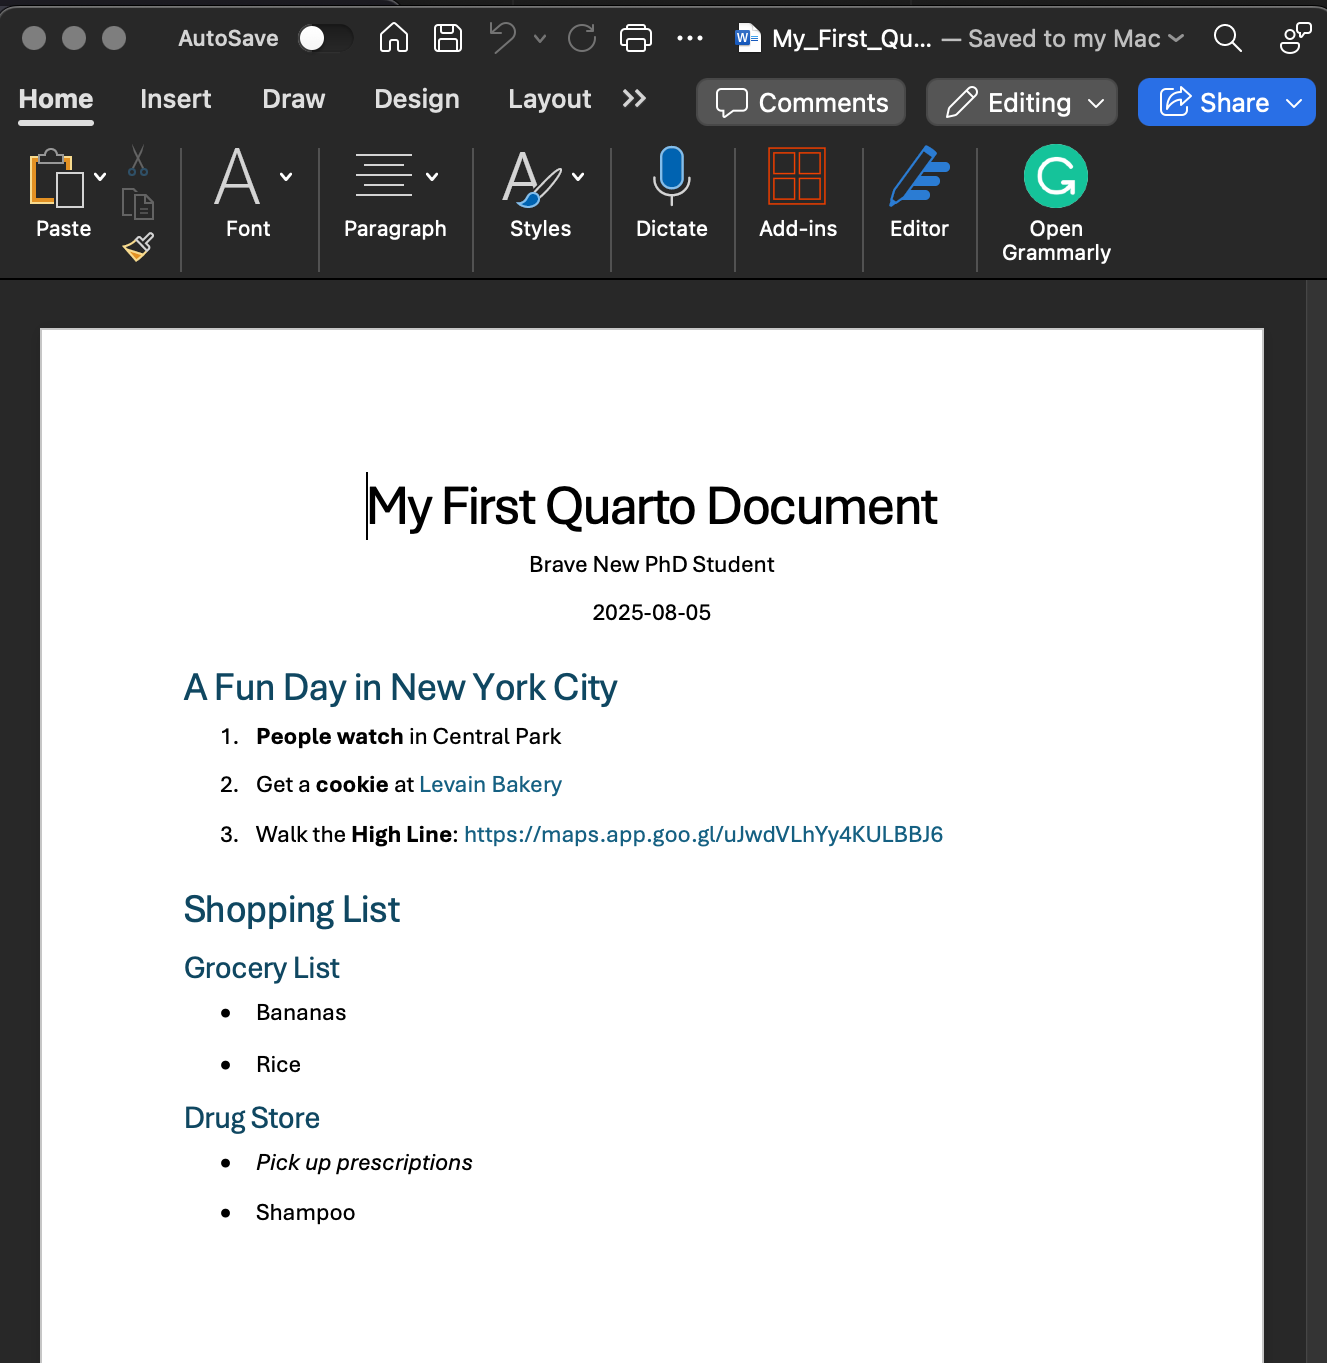 AutoSave My_First_Qu... — Saved to my Mac
Home Insert Draw Design Layout Comments Editing Share
Paste Font Paragraph Styles Dictate Add-ins Editor Open Grammarly
My First Quarto Document
Brave New PhD Student
2025-08-05
A Fun Day in New York City
1. People watch in Central Park
2. Get a cookie at Levain Bakery
3. Walk the High Line: https://maps.app.goo.gl/uJwdVLhYy4KULBBJ6
Shopping List
Grocery List
• Bananas
• Rice
Drug Store
• Pick up prescriptions
• Shampoo